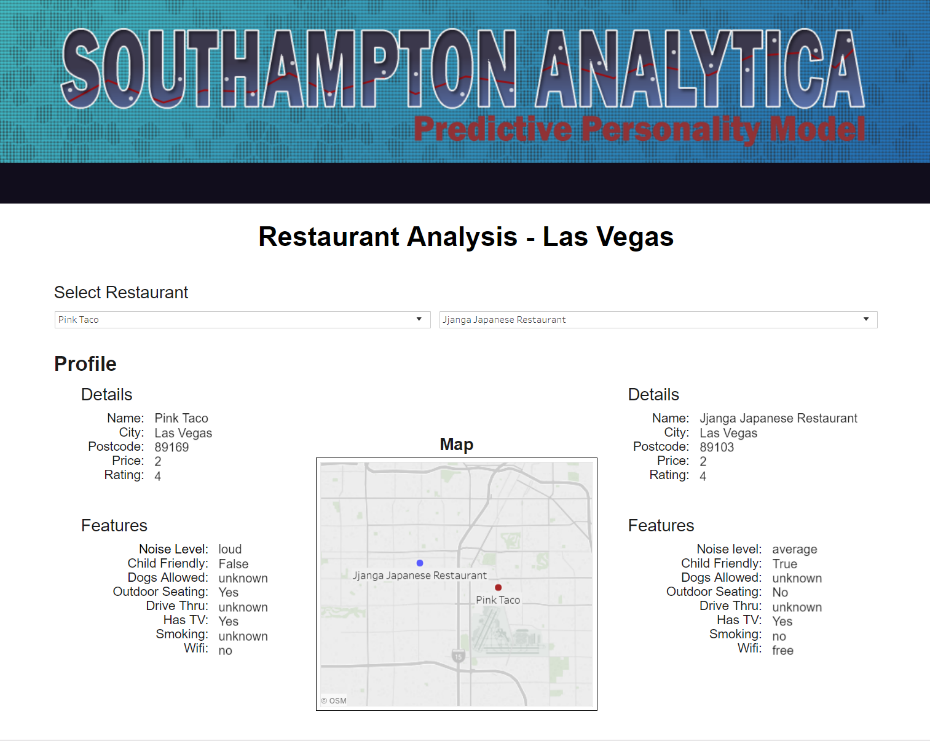 SOUTHAMPTON ANALYTICA
Predictive Personality Model
Restaurant Analysis - Las Vegas
Select Restaurant
Pink Taco
Jjanga Japanese Restaurant
Profile
Details
Name: Pink Taco
City: Las Vegas
Postcode: 89169
Price: 2
Rating: 4
Features
Noise Level: loud
Child Friendly: False
Dogs Allowed: unknown
Outdoor Seating: Yes
Drive Thru: unknown
Has TV: Yes
Smoking: unknown
Wifi: no
Map
Jjanga Japanese Restaurant
Pink Taco
15
© OSM
Details
Name: Jjanga Japanese Restaurant
City: Las Vegas
Postcode: 89103
Price: 2
Rating: 4
Features
Noise level: average
Child Friendly: True
Dogs Allowed: unknown
Outdoor Seating: No
Drive Thru: unknown
Has TV: Yes
Smoking: no
Wifi: free